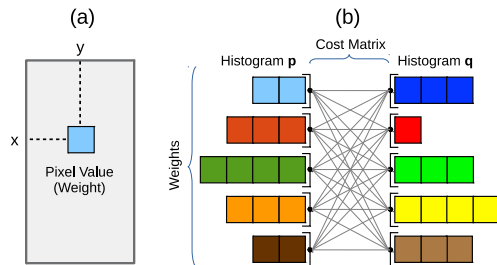 (a)
y
x
Pixel Value
(Weight)
(b)
Cost Matrix
Histogram p
Histogram q
Weights